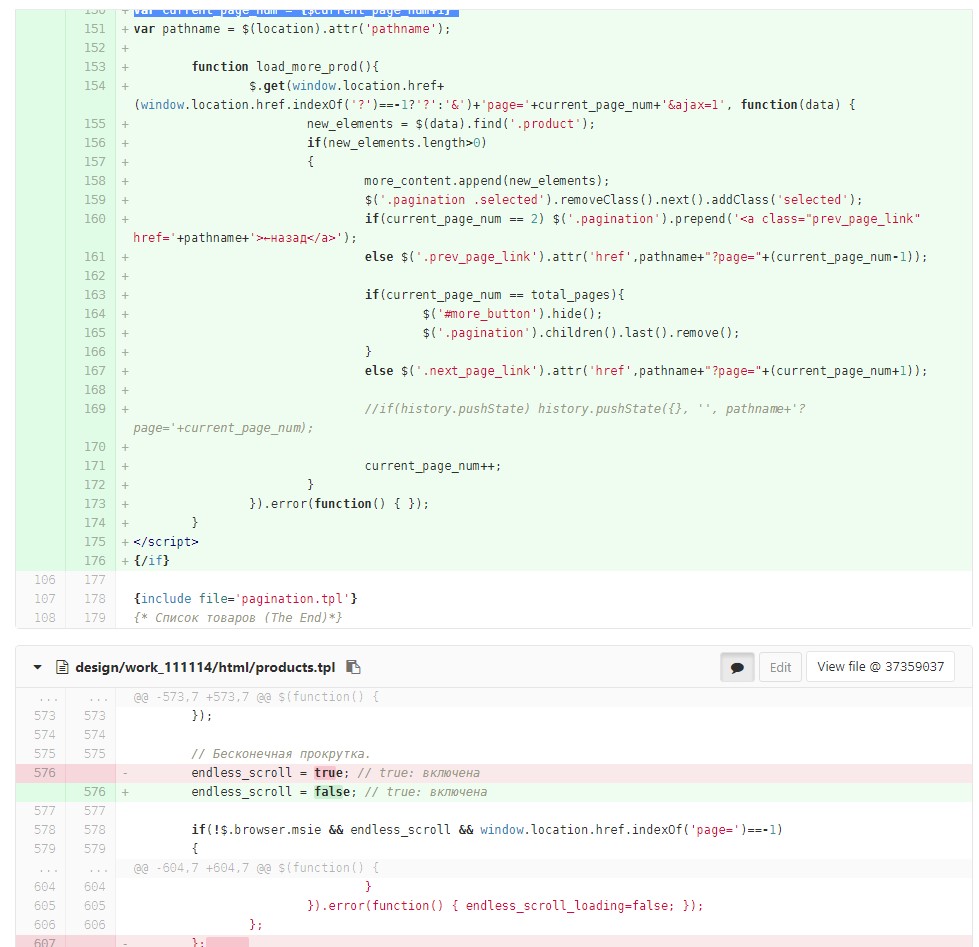 150 + var current_page_num = {$current_page_num+1}
151 + var pathname = $(location).attr('pathname');
152 +
153 + function load_more_prod(){
154 + $.get(window.location.href+
(window.location.href.indexOf('?')==-1?'?':'&')+'page='+current_page_num+'&ajax=1', function(data) {
155 + new_elements = $(data).find('.product');
156 + if(new_elements.length>0)
157 + {
158 + more_content.append(new_elements);
159 + $('.pagination .selected').removeClass().next().addClass('selected');
160 + if(current_page_num == 2) $('.pagination').prepend('<a class="prev_page_link"
href='+pathname+'>←назад</a>');
161 + else $('.prev_page_link').attr('href',pathname+"?page="+(current_page_num-1));
162 +
163 + if(current_page_num == total_pages){
164 + $('#more_button').hide();
165 + $('.pagination').children().last().remove();
166 + }
167 + else $('.next_page_link').attr('href',pathname+"?page="+(current_page_num+1));
168 +
169 + //if(history.pushState) history.pushState({}, '', pathname+'?
page='+current_page_num);
170 +
171 + current_page_num++;
172 + }
173 + }).error(function() { });
174 + }
175 + </script>
176 + {/if}
106 177
107 178 {include file='pagination.tpl'}
108 179 {* Список товаров (The End)*}
design/work_111114/html/products.tpl Edit View file @ 37359037
... ... @@ -573,7 +573,7 @@ $(function() {
573 573 });
574 574
575 575 // Бесконечная прокрутка.
576 - endless_scroll = true; // true: включена
576 + endless_scroll = false; // true: включена
577 577
578 578 if(!$.browser.msie && endless_scroll && window.location.href.indexOf('page=')==-1)
579 579 {
... ... @@ -604,7 +604,7 @@ $(function() {
604 604 }
605 605 }).error(function() { endless_scroll_loading=false; });
606 606 };
607 - };